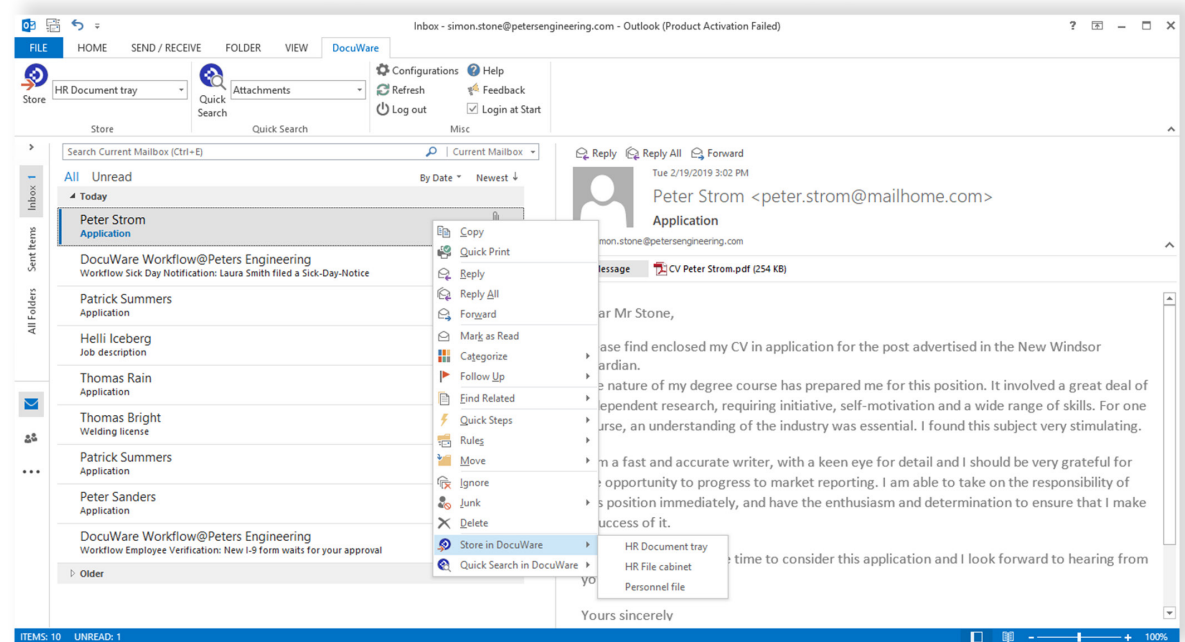 Inbox - simon.stone@petersengineering.com - Outlook (Product Activation Failed)
FILE HOME SEND / RECEIVE FOLDER VIEW DocuWare
Store
HR Document tray
Quick Search
Attachments
Configurations Help
Refresh Feedback
Log out Login at Start
Store Quick Search Misc
Search Current Mailbox (Ctrl+E) Current Mailbox
All Unread By Date Newest
Today
Peter Strom
Application
DocuWare Workflow@Peters Engineering
Workflow Sick Day Notification: Laura Smith filed a Sick-Day-Notice
Patrick Summers
Application
Helli Iceberg
Job description
Thomas Rain
Application
Thomas Bright
Welding license
Patrick Summers
Application
Peter Sanders
Application
DocuWare Workflow@Peters Engineering
Workflow Employee Verification: New I-9 form waits for your approval
Older
Inbox 1
Sent Items
All Folders
Copy
Quick Print
Reply
Reply All
Forward
Mark as Read
Categorize
Follow Up
Find Related
Quick Steps
Rules
Move
Ignore
Junk
Delete
Store in DocuWare
Quick Search in DocuWare
HR Document tray
HR File cabinet
Personnel file
Reply Reply All Forward
Tue 2/19/2019 3:02 PM
Peter Strom <peter.strom@mailhome.com>
Application
mon.stone@petersengineering.com
lessage CV Peter Strom.pdf (254 KB)
ar Mr Stone,
ase find enclosed my CV in application for the post advertised in the New Windsor
ardian.
e nature of my degree course has prepared me for this position. It involved a great deal of
ependent research, requiring initiative, self-motivation and a wide range of skills. For one
urse, an understanding of the industry was essential. I found this subject very stimulating.
m a fast and accurate writer, with a keen eye for detail and I should be very grateful for
opportunity to progress to market reporting. I am able to take on the responsibility of
s position immediately, and have the enthusiasm and determination to ensure that I make
uccess of it.
time to consider this application and I look forward to hearing from
yo
Yours sincerely
ITEMS: 10 UNREAD: 1 100%